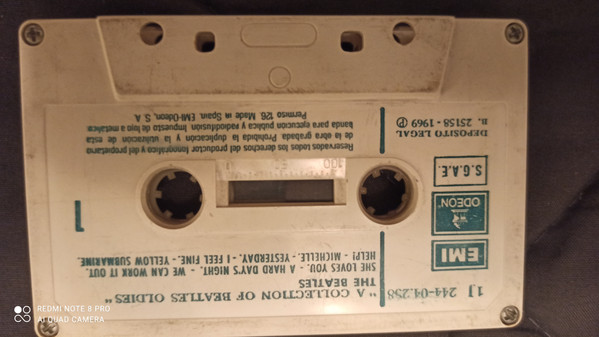 1 J 244-04.258
"A COLLECTION OF BEATLES OLDIES"
THE BEATLES
SHE LOVES YOU. - A HARD DAY'S NIGHT. - WE CAN WORK IT OUT.
HELP! - MICHELLE. - YESTERDAY. - I FEEL FINE. - YELLOW SUBMARINE.
EMI
ODEON
S.G.A.E.
1
100
DEPOSITO LEGAL
B. 25158 - 1969 Ⓟ
Reservados todos los derechos del productor fonográfico y del propietario
de la obra grabada. Prohibida la duplicación y la utilización de esta
banda para ejecución pública y radiodifusión. Impuesto de lujo a metálico:
Permiso 126. Made in Spain. EMI-Odeon, S. A.
REDMI NOTE 8 PRO
AI QUAD CAMERA